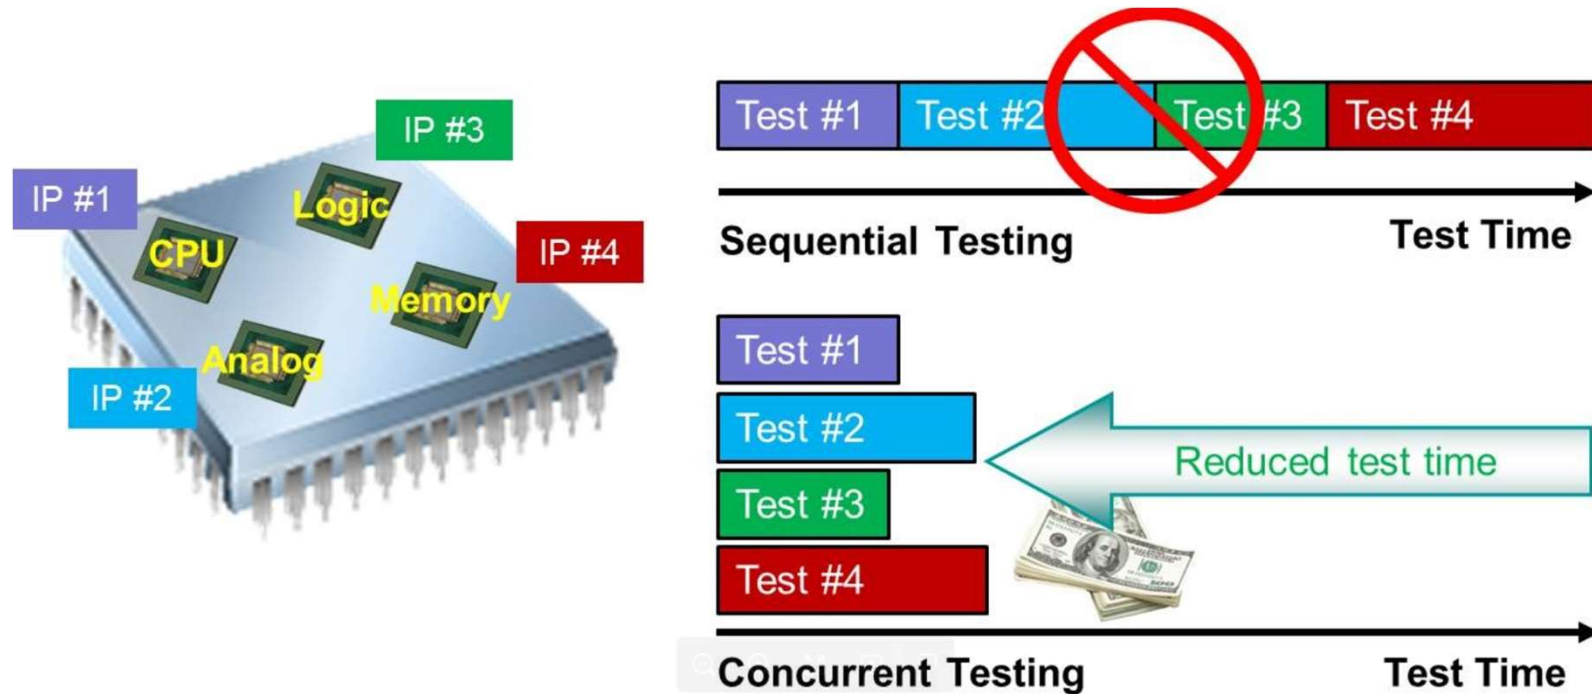 IP #3
IP #1
Logic
CPU
IP #4
Memory
Analog
IP #2
Test #1 Test #2 Test #3 Test #4
Sequential Testing Test Time
Test #1
Test #2
Reduced test time
Test #3
Test #4
100
Concurrent Testing Test Time